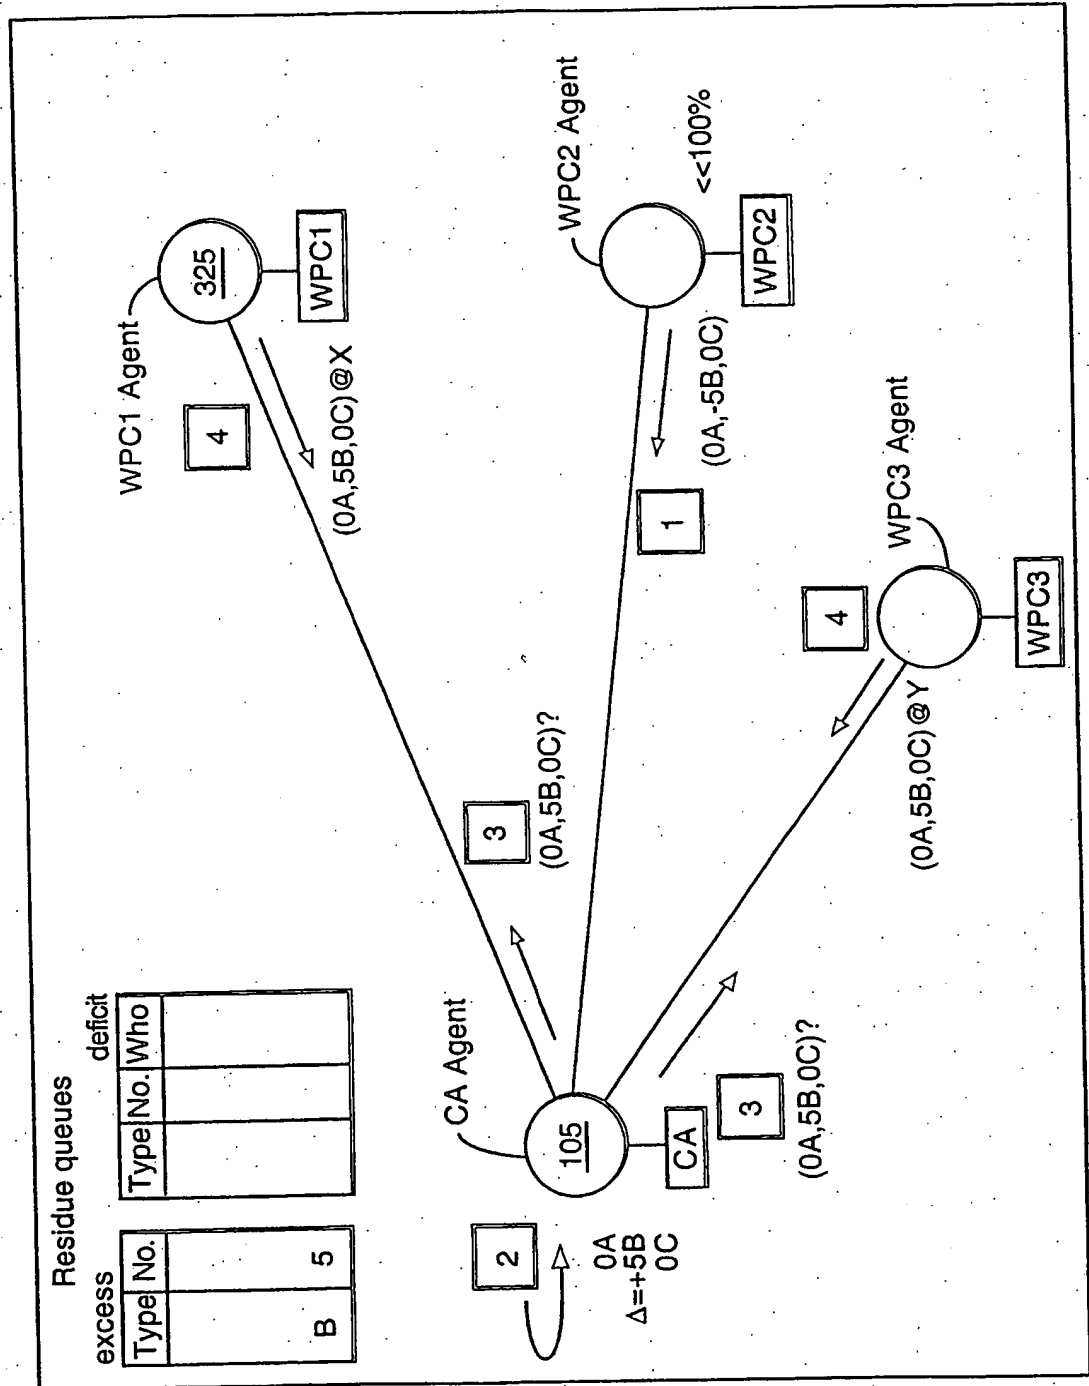 Residue queues
excess
deficit
Type No.
B 5
Type No. Who
CA Agent
105
CA
2
0A
Δ=+5B
0C
3
(0A,5B,0C)?
3
(0A,5B,0C)?
WPC1 Agent
325
WPC1
4
(0A,5B,0C)@X
WPC2 Agent
<<100%
WPC2
(0A,-5B,0C)
1
WPC3 Agent
4
WPC3
(0A,5B,0C)@Y